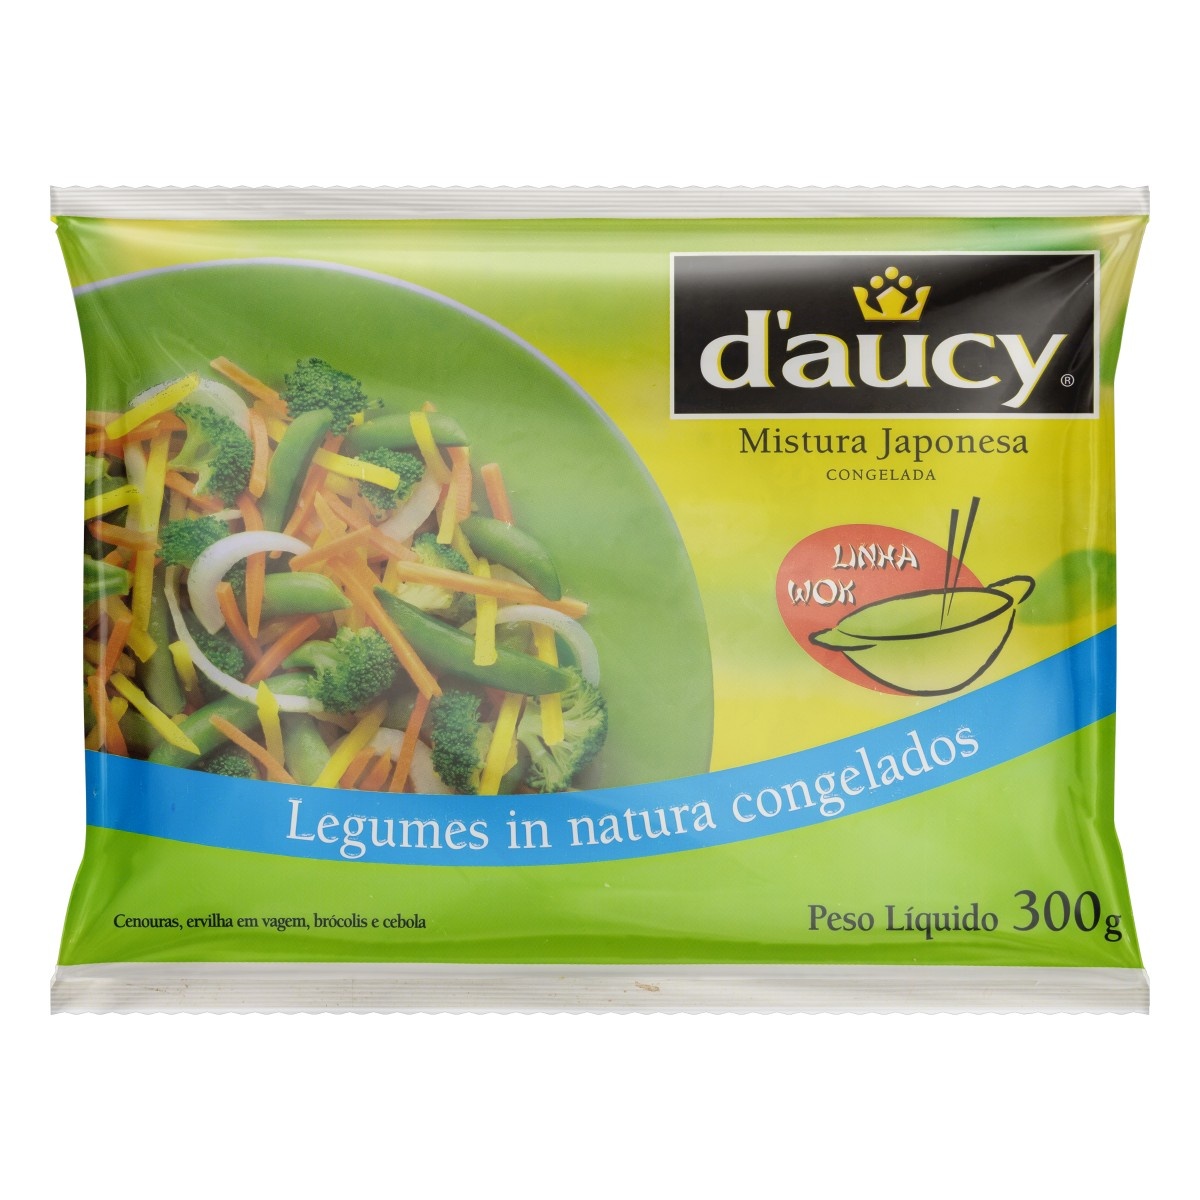 d'aucy®
Mistura Japonesa
CONGELADA
LINHA
WOK
Legumes in natura congelados
Cenouras, ervilha em vagem, brócolis e cebola
Peso Líquido 300g